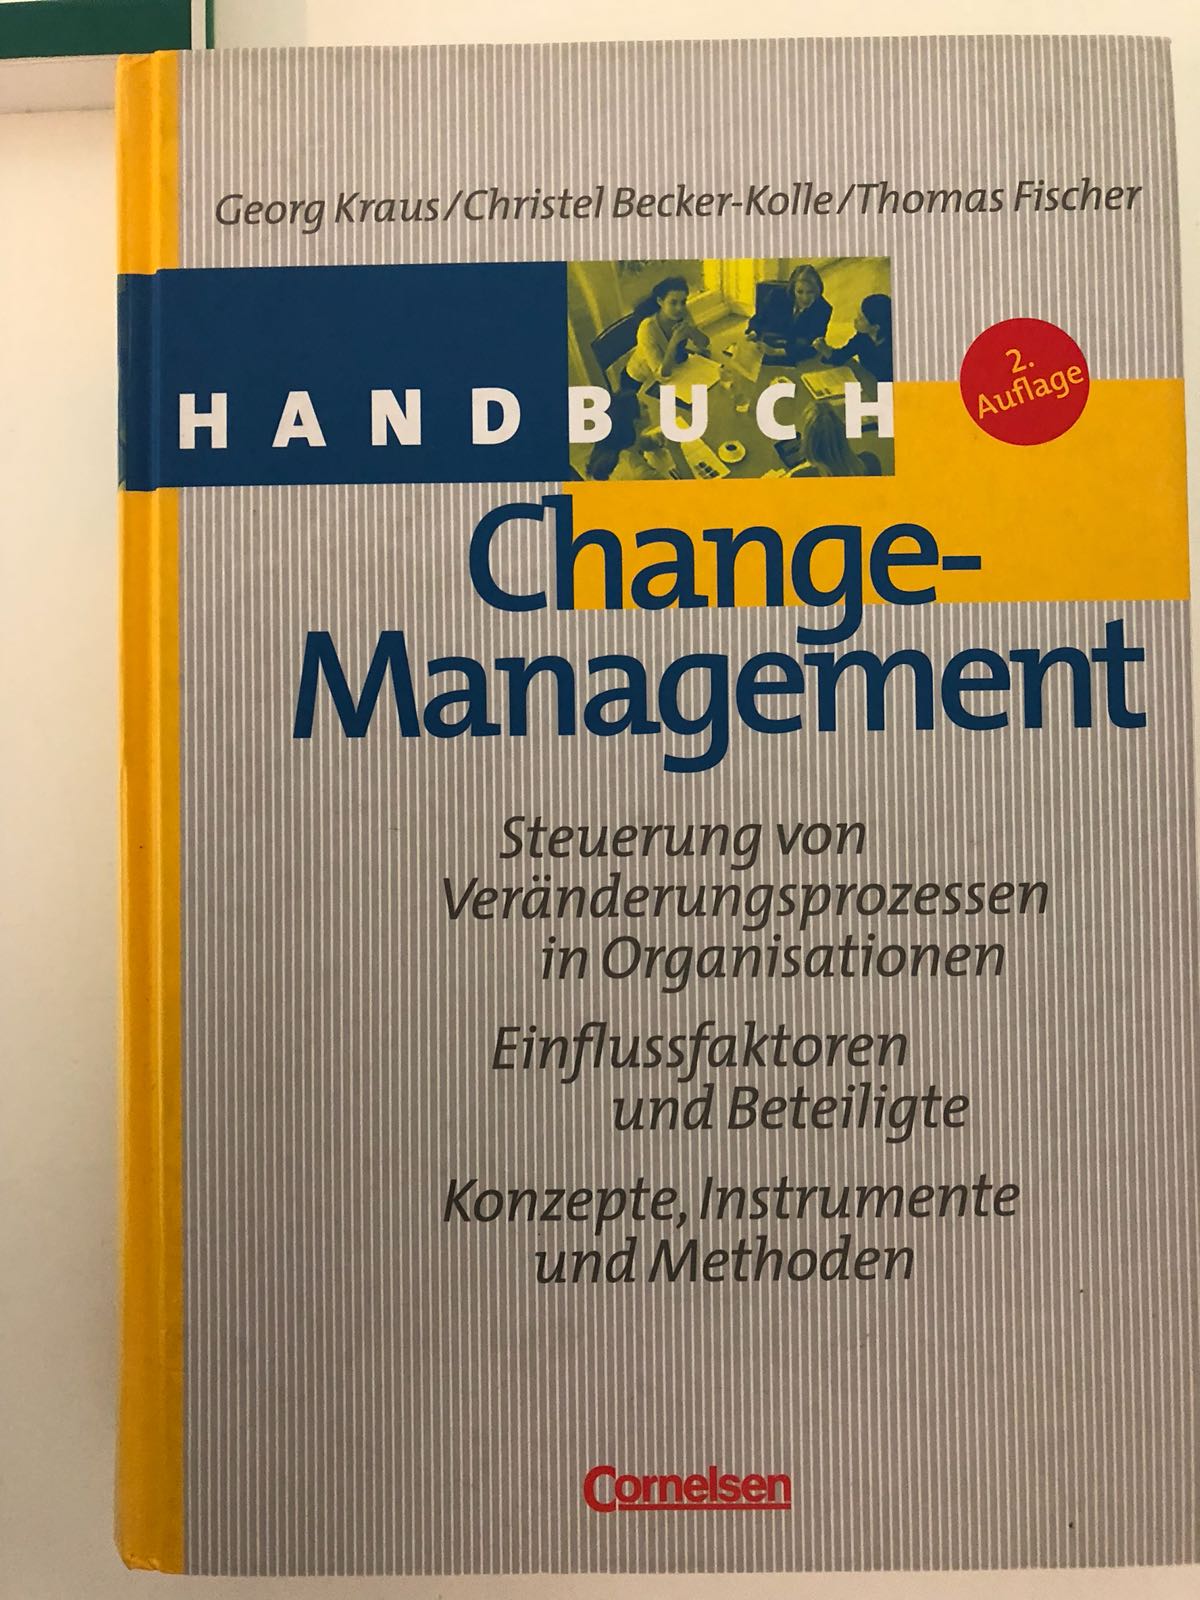 Georg Kraus/Christel Becker-Kolle/Thomas Fischer
HANDBUCH
2.
Auflage
Change-
Management
Steuerung von
Veränderungsprozessen
in Organisationen
Einflussfaktoren
und Beteiligte
Konzepte, Instrumente
und Methoden
Cornelsen